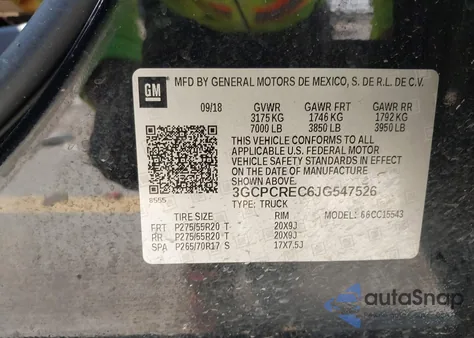 GM
MFD BY GENERAL MOTORS DE MEXICO, S. DE R.L. DE C.V.
09/18 GVWR GAWR FRT GAWR RR
3175 KG 1746 KG 1792 KG
7000 LB 3850 LB 3950 LB
THIS VEHICLE CONFORMS TO ALL
APPLICABLE U.S. FEDERAL MOTOR
VEHICLE SAFETY STANDARDS IN EFFECT ON
THE DATE OF MANUFACTURE
SHOWN ABOVE.
3GCPCREC6JG547526
TYPE: TRUCK
TIRE SIZE RIM MODEL:
FRT P275/55R20 T 20X9J
RR P275/55R20 T 20X9J
SPA P265/70R17 S 17X7.5J
autoSnap